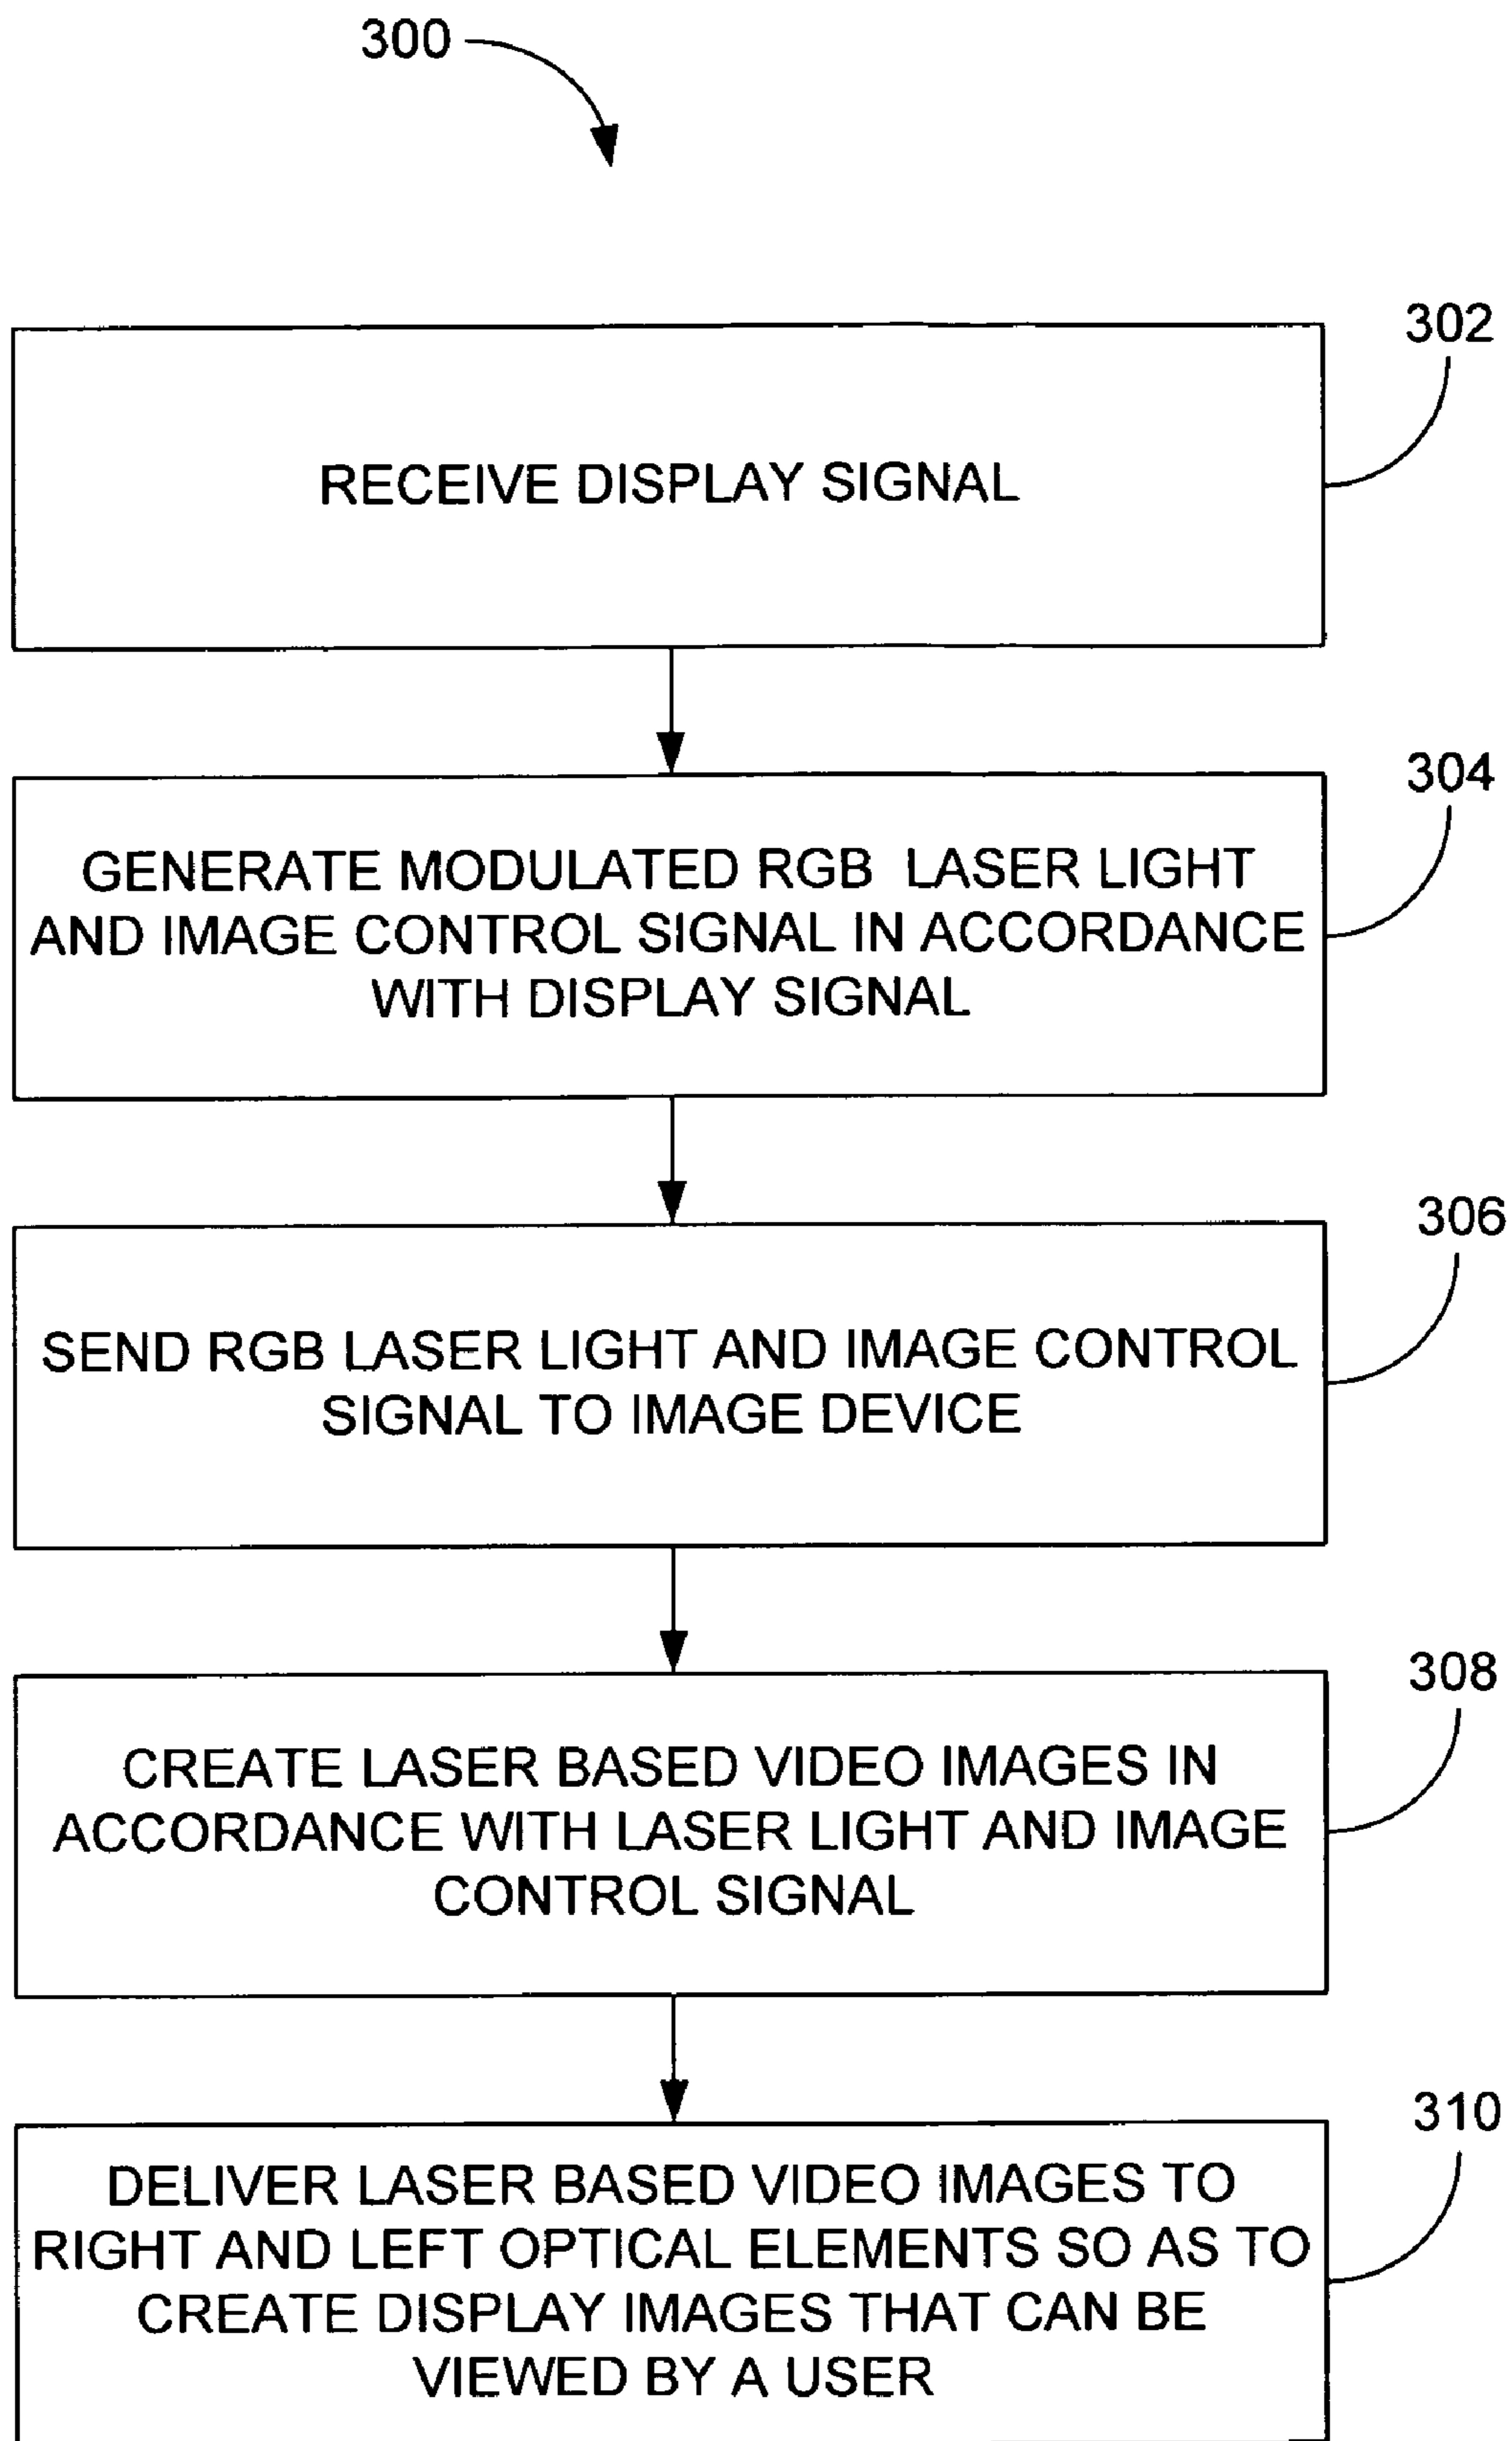 300
302
RECEIVE DISPLAY SIGNAL
304
GENERATE MODULATED RGB LASER LIGHT
AND IMAGE CONTROL SIGNAL IN ACCORDANCE
WITH DISPLAY SIGNAL
306
SEND RGB LASER LIGHT AND IMAGE CONTROL
SIGNAL TO IMAGE DEVICE
308
CREATE LASER BASED VIDEO IMAGES IN
ACCORDANCE WITH LASER LIGHT AND IMAGE
CONTROL SIGNAL
310
DELIVER LASER BASED VIDEO IMAGES TO
RIGHT AND LEFT OPTICAL ELEMENTS SO AS TO
CREATE DISPLAY IMAGES THAT CAN BE
VIEWED BY A USER